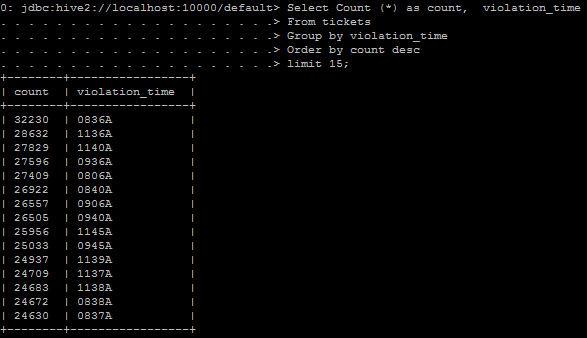 0: jdbc:hive2://localhost:10000/default> Select Count (*) as count,  violation_time
. . . . . . . . . . . . . . . . . . . .> From tickets
. . . . . . . . . . . . . . . . . . . .> Group by violation_time
. . . . . . . . . . . . . . . . . . . .> Order by count desc
. . . . . . . . . . . . . . . . . . . .> limit 15;
+--------+-----------------+
| count  | violation_time  |
+--------+-----------------+
| 32230  | 0836A           |
| 28632  | 1136A           |
| 27829  | 1140A           |
| 27596  | 0936A           |
| 27409  | 0806A           |
| 26922  | 0840A           |
| 26557  | 0906A           |
| 26505  | 0940A           |
| 25956  | 1145A           |
| 25033  | 0945A           |
| 24937  | 1139A           |
| 24709  | 1137A           |
| 24683  | 1138A           |
| 24672  | 0838A           |
| 24630  | 0837A           |
+--------+-----------------+